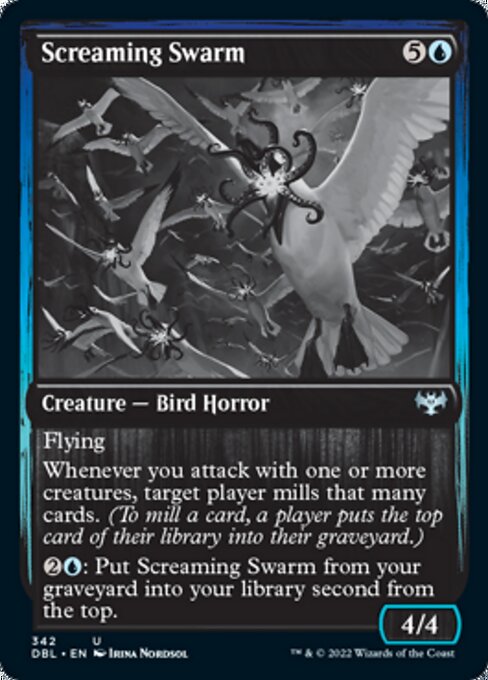 Screaming Swarm 5
Creature — Bird Horror
Flying
Whenever you attack with one or more
creatures, target player mills that many
cards. (To mill a card, a player puts the top
card of their library into their graveyard.)
2: Put Screaming Swarm from your
graveyard into your library second from
the top.
4/4
342 U
DBL • EN Irina Nordsol
™ & © 2022 Wizards of the Coast